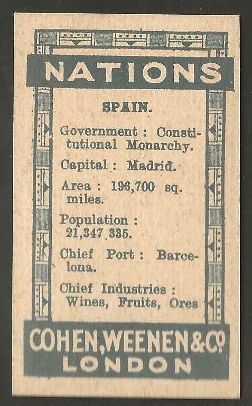 NATIONS
SPAIN.
Government : Consti-
tutional Monarchy.
Capital : Madrid.
Area : 196,700 sq.
miles.
Population :
21,347,335.
Chief Port : Barce-
lona.
Chief Industries :
Wines, Fruits, Ores
COHEN, WEENEN & Co.
LONDON